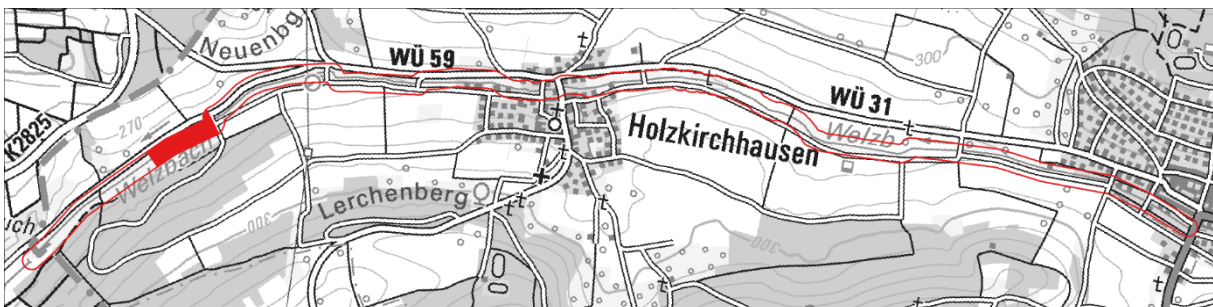 Neuenbg
WÜ 59
K2825
270
Welzbach
WÜ 31
300
Welzb
Holzkirchhausen
Lerchenberg
300
300